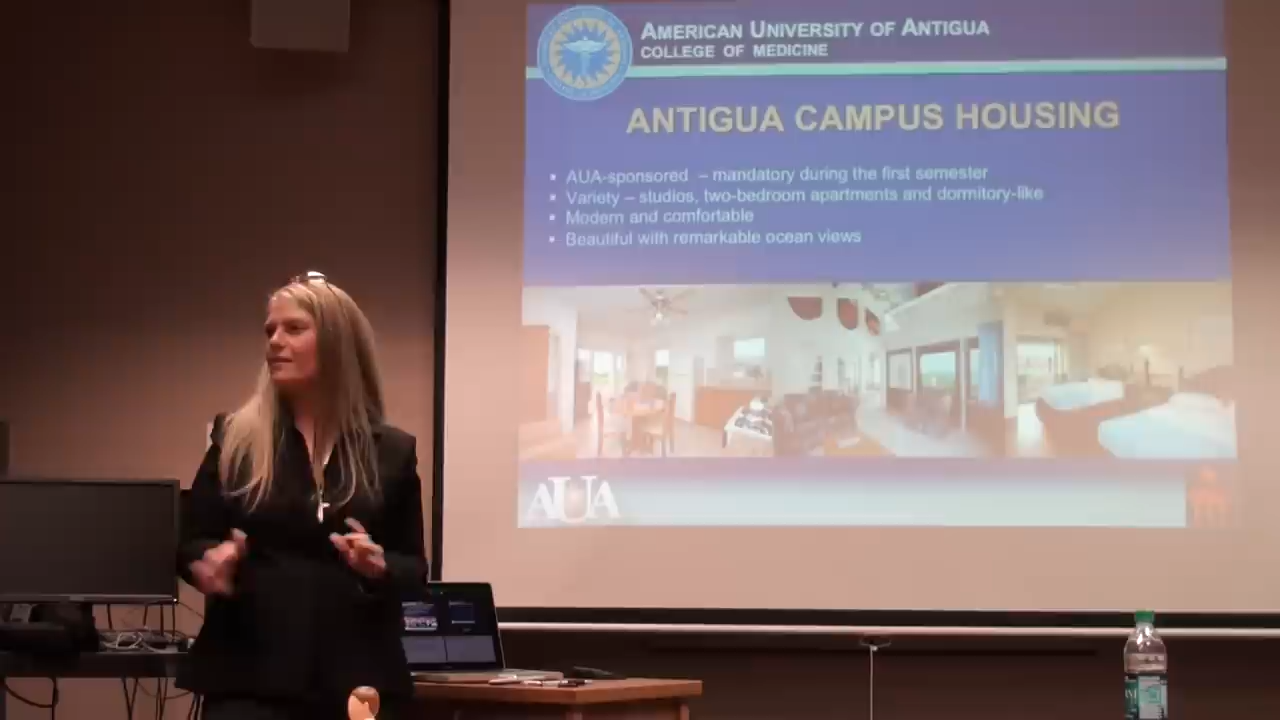 AMERICAN UNIVERSITY OF ANTIGUA
COLLEGE OF MEDICINE
ANTIGUA CAMPUS HOUSING
▪ AUA-sponsored – mandatory during the first semester
▪ Variety – studios, two-bedroom apartments and dormitory-like
▪ Modern and comfortable
▪ Beautiful with remarkable ocean views
AUA